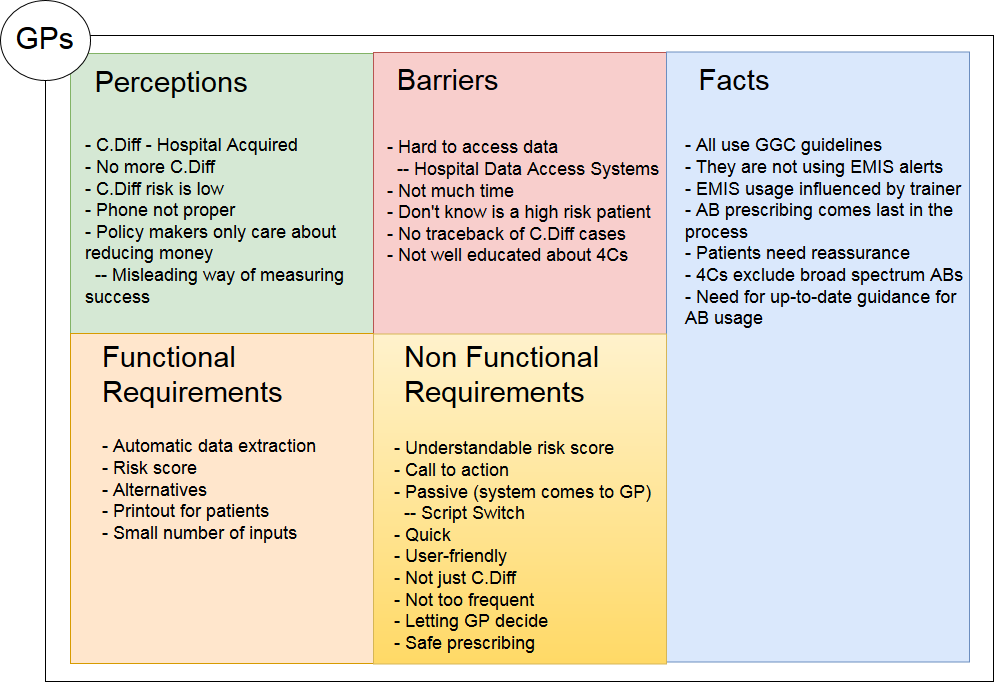 GPs
Perceptions
- C.Diff - Hospital Acquired
- No more C.Diff
- C.Diff risk is low
- Phone not proper
- Policy makers only care about
reducing money
-- Misleading way of measuring
success
Barriers
- Hard to access data
-- Hospital Data Access Systems
- Not much time
- Don't know is a high risk patient
- No traceback of C.Diff cases
- Not well educated about 4Cs
Facts
- All use GGC guidelines
- They are not using EMIS alerts
- EMIS usage influenced by trainer
- AB prescribing comes last in the
process
- Patients need reassurance
- 4Cs exclude broad spectrum ABs
- Need for up-to-date guidance for
AB usage
Functional
Requirements
- Automatic data extraction
- Risk score
- Alternatives
- Printout for patients
- Small number of inputs
Non Functional
Requirements
- Understandable risk score
- Call to action
- Passive (system comes to GP)
-- Script Switch
- Quick
- User-friendly
- Not just C.Diff
- Not too frequent
- Letting GP decide
- Safe prescribing